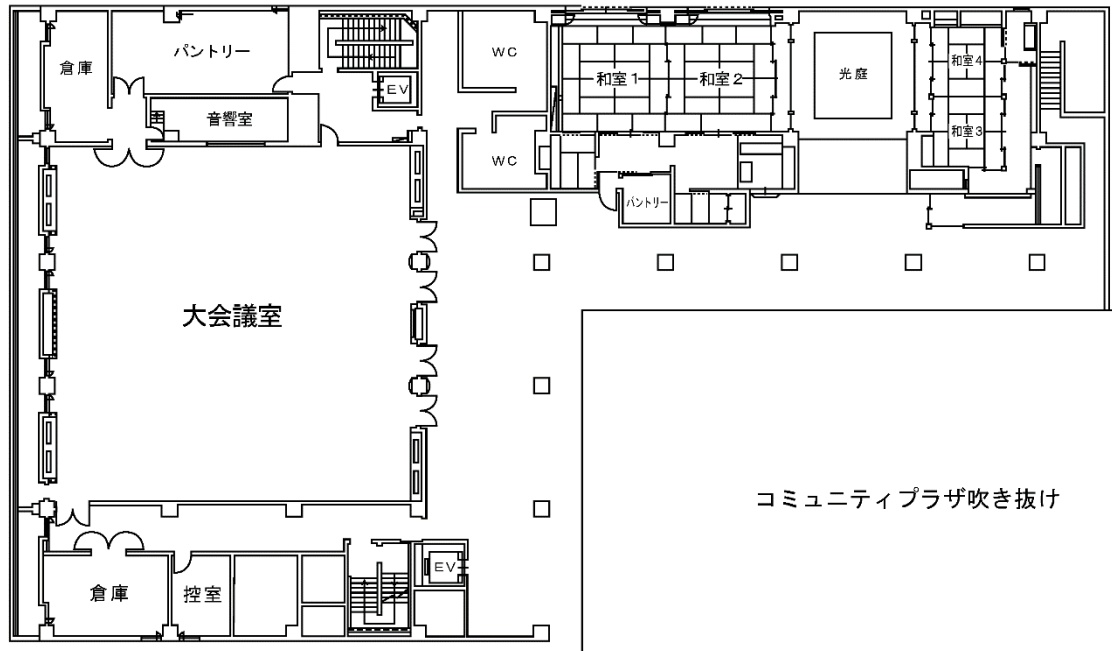 パントリー
倉庫
EV
音響室
WC
WC
和室1
和室2
光庭
和室4
和室3
パントリー
大会議室
コミュニティプラザ吹き抜け
倉庫
控室
EV